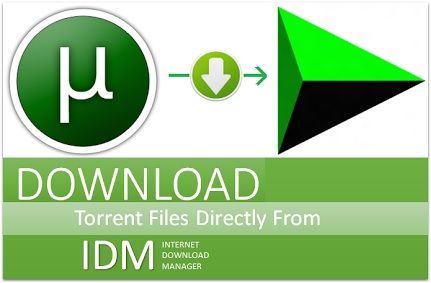 µ
DOWNLOAD
Torrent Files Directly From
IDM
INTERNET
DOWNLOAD
MANAGER